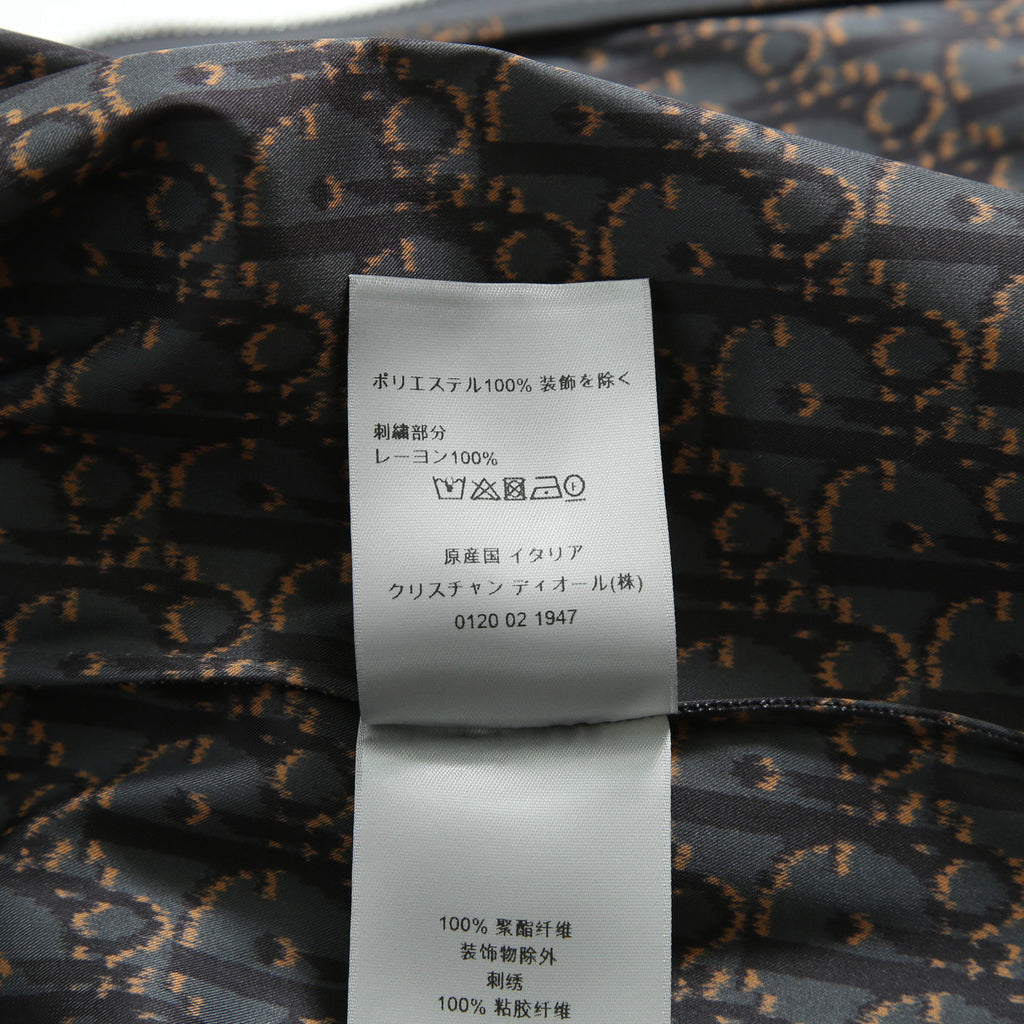 ポリエステル100% 装飾を除く
刺繍部分
レーヨン100%
原産国 イタリア
クリスチャン ディオール(株)
0120 02 1947
100% 聚酯纤维
装饰物除外
刺绣
100% 粘胶纤维